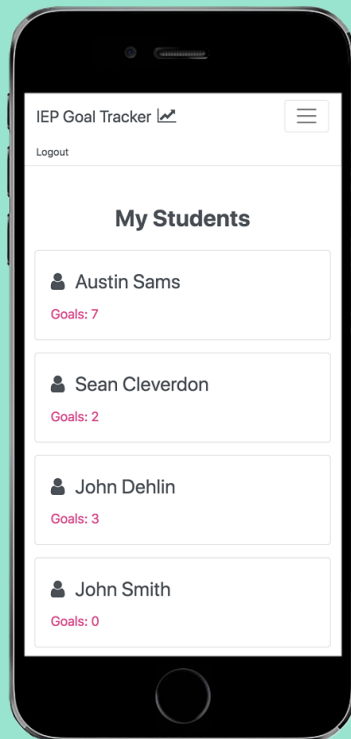 IEP Goal Tracker
Logout
My Students
Austin Sams
Goals: 7
Sean Cleverdon
Goals: 2
John Dehlin
Goals: 3
John Smith
Goals: 0